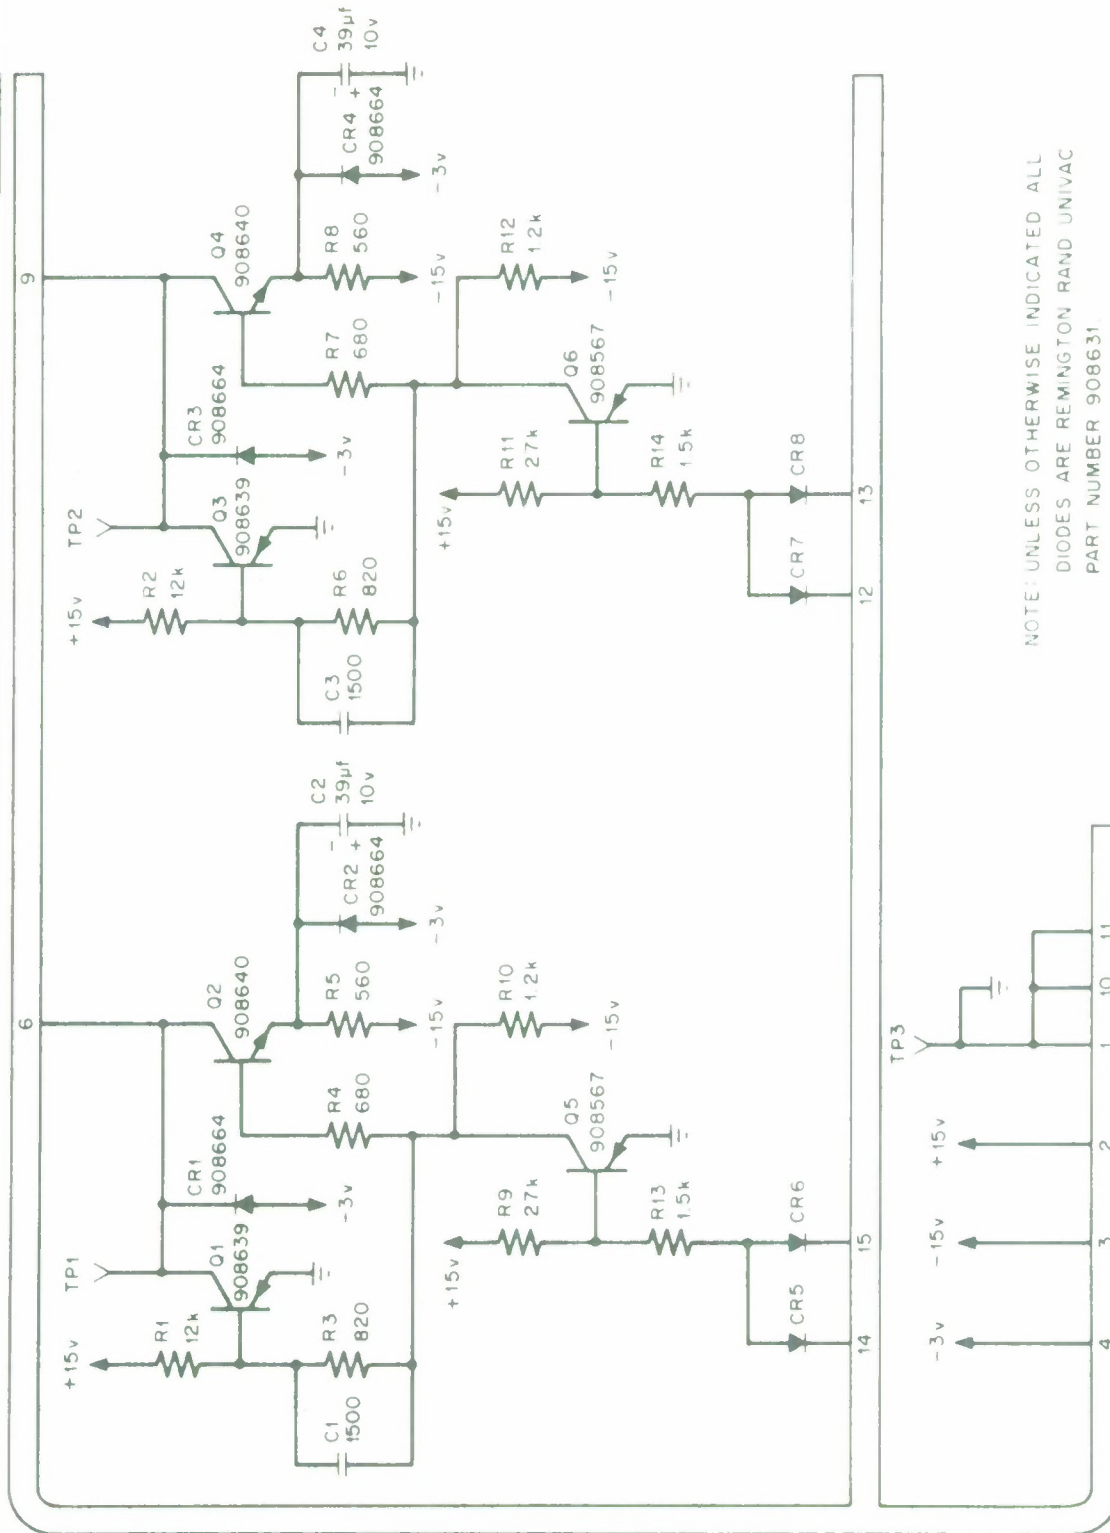 6
TP1
+15v
R1
12k
Q1
908639
CR1
908664
-3v
Q2
908640
C1
1500
R3
820
R4
680
R5
560
-15v
CR2
908664
-3v
C2
39µf
10v
- +
+15v
R9
27k
Q5
908567
R10
1.2k
-15v
R13
1.5k
CR5
CR6
14
15
9
TP2
+15v
R2
12k
Q3
908639
CR3
908664
-3v
Q4
908640
C3
1500
R6
820
R7
680
R8
560
-15v
CR4
908664
-3v
C4
39µf
10v
- +
+15v
R11
27k
Q6
908567
R12
12k
-15v
R14
1.5k
CR7
CR8
12
13
-3v
-15v
+15v
TP3
4
3
2
1
10
11
NOTE: UNLESS OTHERWISE INDICATED ALL
DIODES ARE REMINGTON RAND UNIVAC
PART NUMBER 908631.